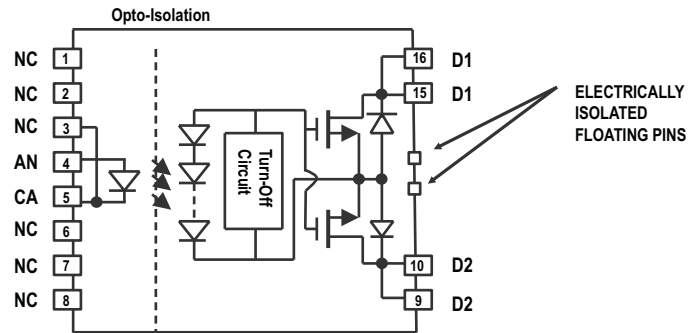 Opto-Isolation
NC 1
NC 2
NC 3
AN 4
CA 5
NC 6
NC 7
NC 8
Turn-Off
Circuit
16 D1
15 D1
10 D2
9 D2
ELECTRICALLY
ISOLATED
FLOATING PINS